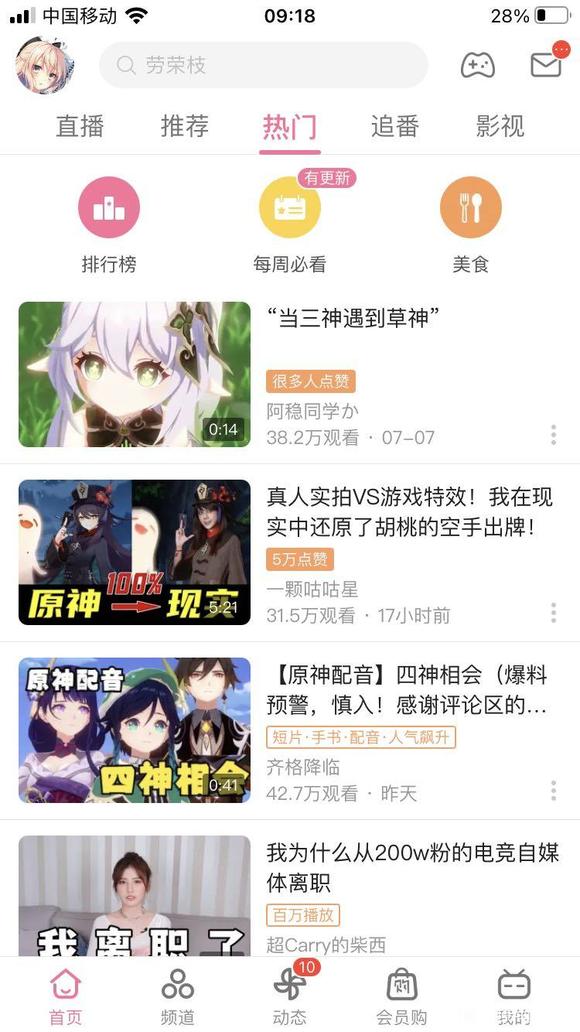 中国移动
09:18
28%
劳荣枝
直播
推荐
热门
追番
影视
有更新
排行榜
每周必看
美食
0:14
“当三神遇到草神”
很多人点赞
阿稳同学か
38.2万观看 · 07-07
原神
100%
现实
5:21
真人实拍VS游戏特效！我在现
实中还原了胡桃的空手出牌！
5万点赞
一颗咕咕星
31.5万观看 · 17小时前
原神配音
四神相会
0:41
【原神配音】四神相会（爆料
预警，慎入！感谢评论区的...
短片·手书·配音·人气飙升
齐格降临
42.7万观看 · 昨天
我离职了
我为什么从200w粉的电竞自媒
体离职
百万播放
超Carry的柴西
10
购
首页
频道
动态
会员购
我的